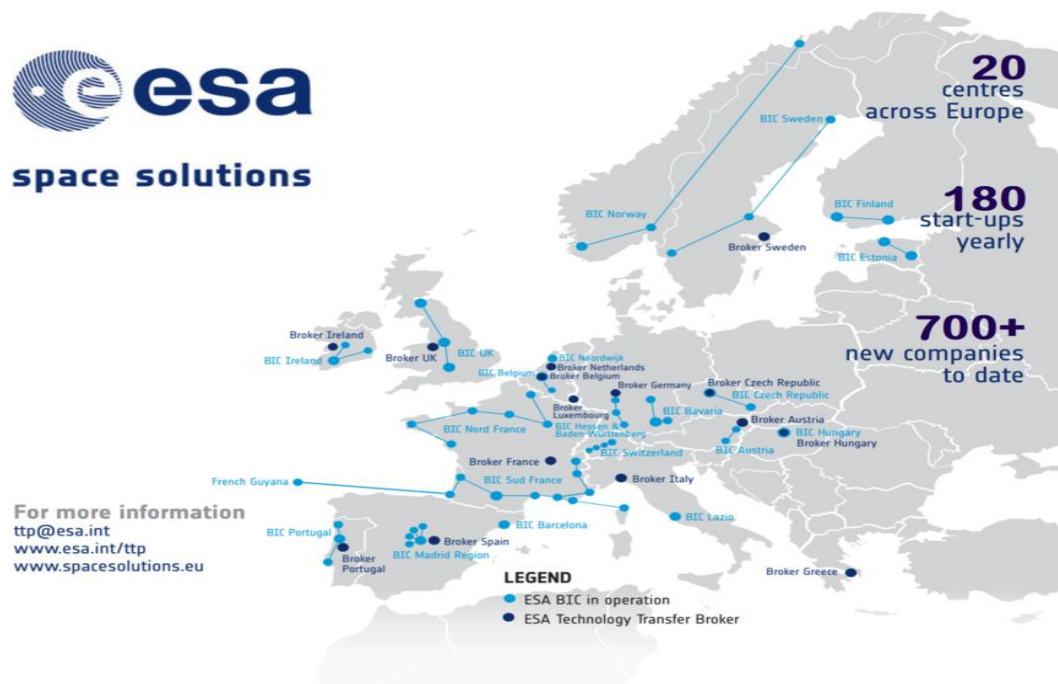 esa
space solutions
20
centres
across Europe
180
start-ups
yearly
700+
new companies
to date
BIC Sweden
BIC Norway
BIC Finland
Broker Sweden
BIC Estonia
Broker Ireland
BIC Ireland
Broker UK
BIC UK
BIC Noordwijk
Broker Netherlands
BIC Belgium
Broker Belgium
Broker Germany
Broker Czech Republic
BIC Czech Republic
Broker
Luxembourg
BIC Bavaria
Broker Austria
BIC Nord France
BIC Hessen &
Baden-Württemberg
BIC Hungary
Broker Hungary
BIC Austria
BIC Switzerland
Broker France
BIC Sud France
Broker Italy
French Guyana
BIC Portugal
BIC Barcelona
BIC Lazio
Broker Spain
BIC Madrid Region
Broker
Portugal
Broker Greece
For more information
ttp@esa.int
www.esa.int/ttp
www.spacesolutions.eu
LEGEND
ESA BIC in operation
ESA Technology Transfer Broker